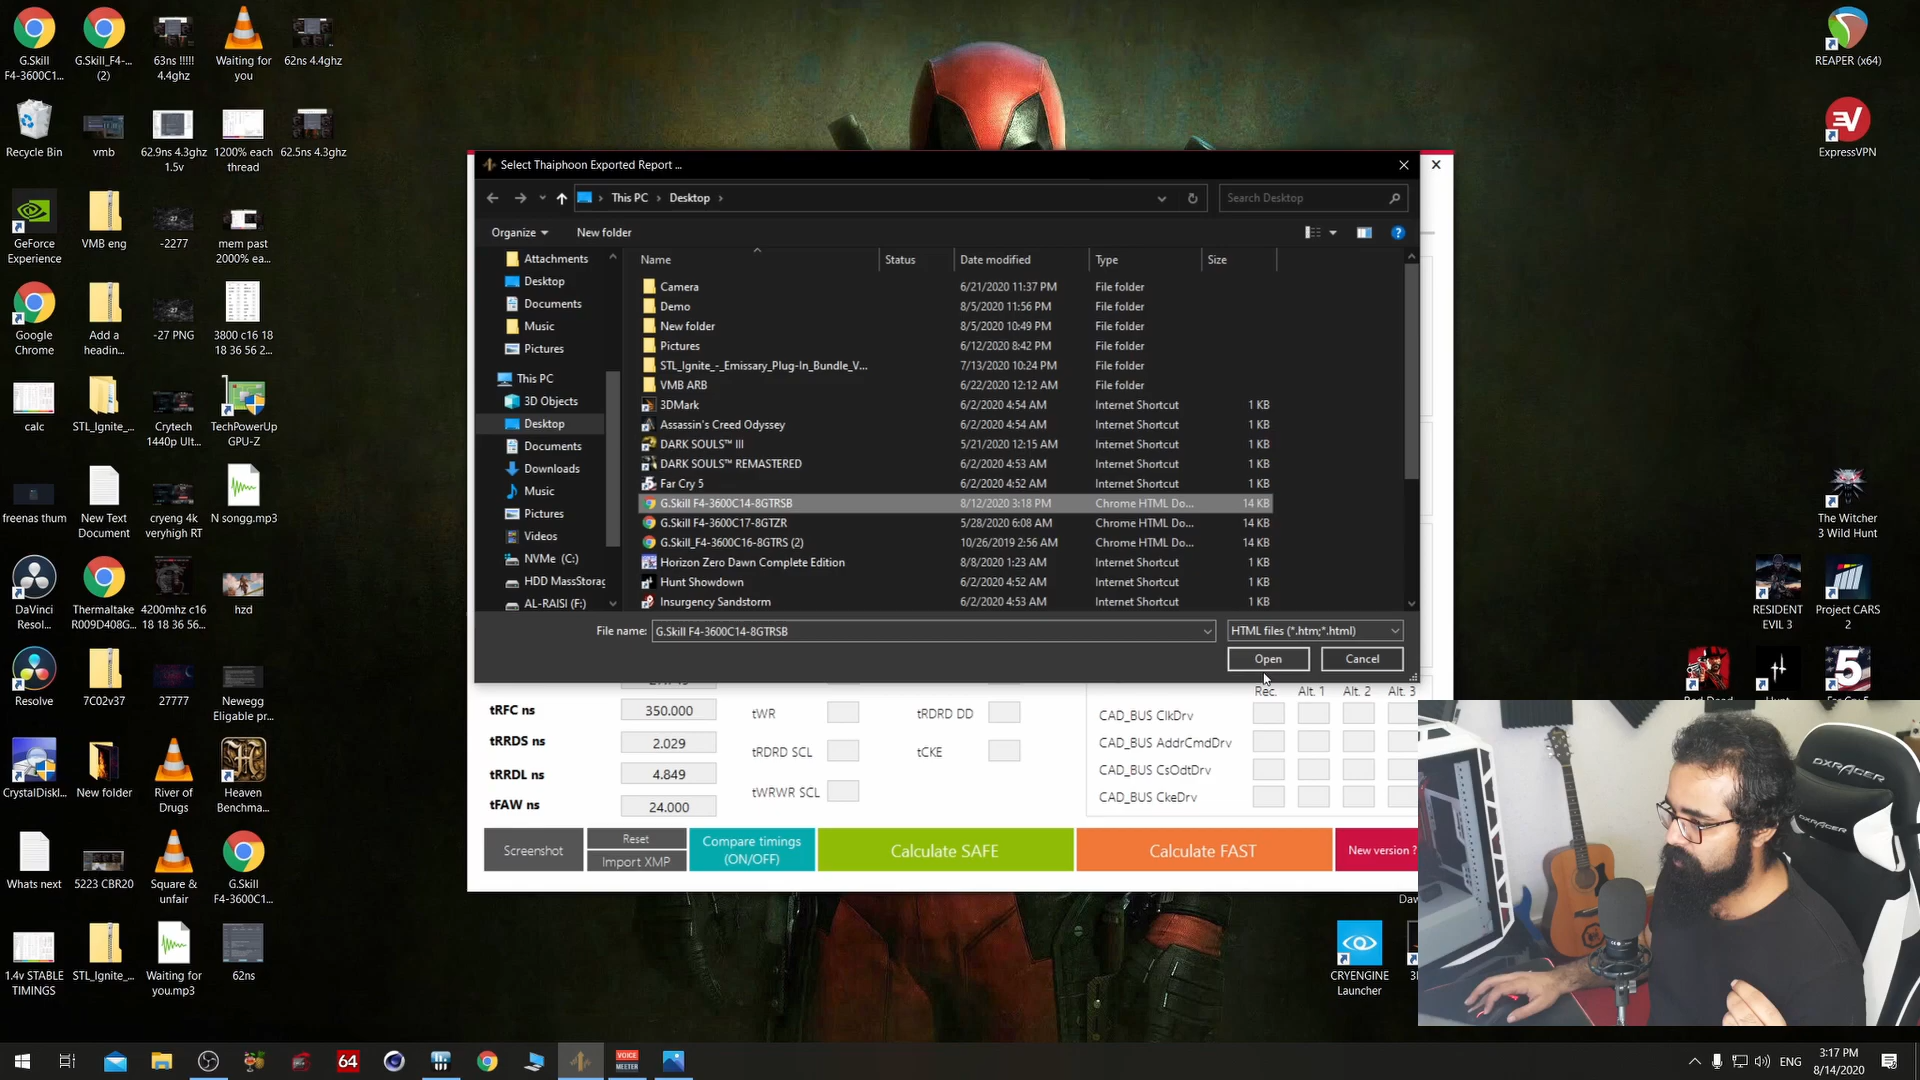 G.Skill
F4-3600C1...
G.Skill_F4-...
(2)
63ns !!!!!
4.4ghz
Waiting for
you
62ns 4.4ghz
Recycle Bin
vmb
62.9ns 4.3ghz
1.5v
1200% each
thread
62.5ns 4.3ghz
GeForce
Experience
VMB eng
-2277
mem past
2000% ea...
Google
Chrome
Add a
headin...
-27 PNG
3800 c16 18
18 36 56 2...
calc
STL_Ignite_...
Crytech
1440p Ult...
TechPowerUp
GPU-Z
freenas thum
New Text
Document
cryeng 4k
veryhigh RT
N songg.mp3
DaVinci
Resol...
Thermaltake
R009D408G...
4200mhz c16
18 18 36 56...
hzd
Resolve
7C02v37
27777
Newegg
Eligable pr...
CrystalDiskI...
New folder
River of
Drugs
Heaven
Benchma...
Whats next
5223 CBR20
Square &
unfair
G.Skill
F4-3600C1...
1.4v STABLE
TIMINGS
STL_Ignite_...
Waiting for
you.mp3
62ns
REAPER (x64)
ExpressVPN
The Witcher
3 Wild Hunt
RESIDENT
EVIL 3
Project CARS
2
CRYENGINE
Launcher
Select Thaiphoon Exported Report ...
This PC
Desktop
Search Desktop
Organize
New folder
Attachments
Desktop
Documents
Music
Pictures
This PC
3D Objects
Desktop
Documents
Downloads
Music
Pictures
Videos
NVMe (C:)
HDD MassStorag
AL-RAISI (F:)
Name Status Date modified Type Size
Camera 6/21/2020 11:37 PM File folder
Demo 8/5/2020 11:56 PM File folder
New folder 8/5/2020 10:49 PM File folder
Pictures 6/12/2020 8:42 PM File folder
STL_Ignite_-_Emissary_Plug-In_Bundle_V... 7/13/2020 10:24 PM File folder
VMB ARB 6/22/2020 12:12 AM File folder
3DMark 6/2/2020 4:54 AM Internet Shortcut 1 KB
Assassin's Creed Odyssey 6/2/2020 4:54 AM Internet Shortcut 1 KB
DARK SOULS™ III 5/21/2020 12:15 AM Internet Shortcut 1 KB
DARK SOULS™ REMASTERED 6/2/2020 4:53 AM Internet Shortcut 1 KB
Far Cry 5 6/2/2020 4:52 AM Internet Shortcut 1 KB
G.Skill F4-3600C14-8GTRSB 8/12/2020 3:18 PM Chrome HTML Do... 14 KB
G.Skill F4-3600C17-8GTZR 5/28/2020 6:08 AM Chrome HTML Do... 14 KB
G.Skill_F4-3600C16-8GTRS (2) 10/26/2019 2:56 AM Chrome HTML Do... 14 KB
Horizon Zero Dawn Complete Edition 8/8/2020 1:23 AM Internet Shortcut 1 KB
Hunt Showdown 6/2/2020 4:52 AM Internet Shortcut 1 KB
Insurgency Sandstorm 6/2/2020 4:53 AM Internet Shortcut 1 KB
File name: G.Skill F4-3600C14-8GTRSB
HTML files (*.htm;*.html)
Open
Cancel
Rec. Alt. 1 Alt. 2 Alt. 3
tRFC ns 350.000 tWR tRDRD DD CAD_BUS ClkDrv
tRRDS ns 2.029 CAD_BUS AddrCmdDrv
tRDRD SCL tCKE
tRRDL ns 4.849 CAD_BUS CsOdtDrv
tWRWR SCL CAD_BUS CkeDrv
tFAW ns 24.000
Screenshot
Reset
Import XMP
Compare timings
(ON/OFF)
Calculate SAFE
Calculate FAST
New version ?
DXRACER
DXRACER
64
VOICE
MEETER
ENG
3:17 PM
8/14/2020